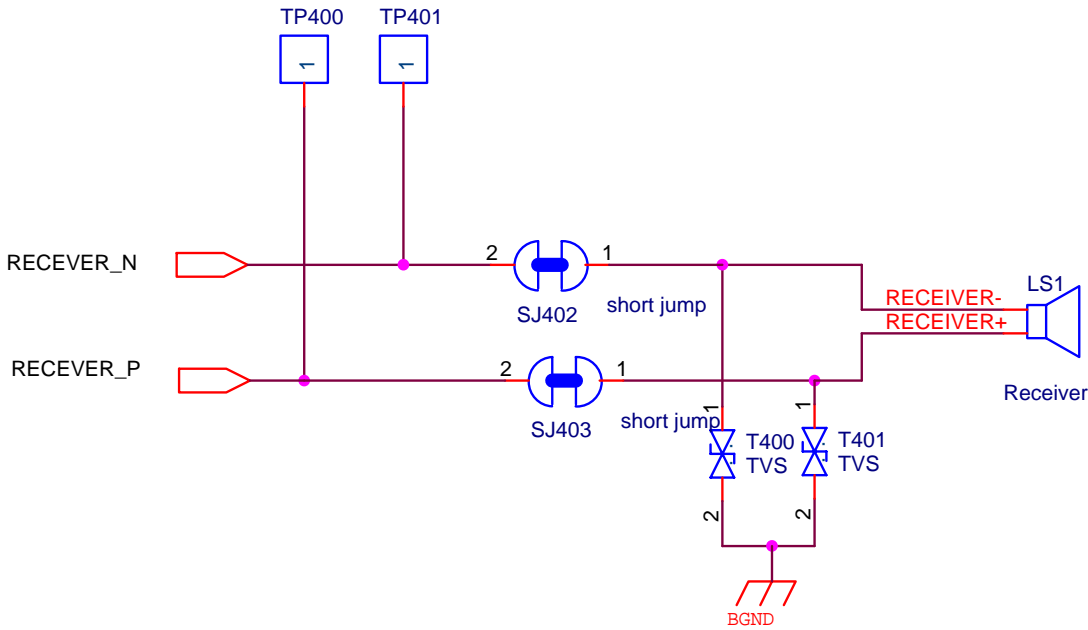 TP400
TP401
1
1
RECEVER_N
2
1
SJ402
short jump
RECEIVER-
RECEIVER+
LS1
Receiver
RECEVER_P
2
1
SJ403
short jump
1
T400
TVS
2
1
T401
TVS
2
BGND